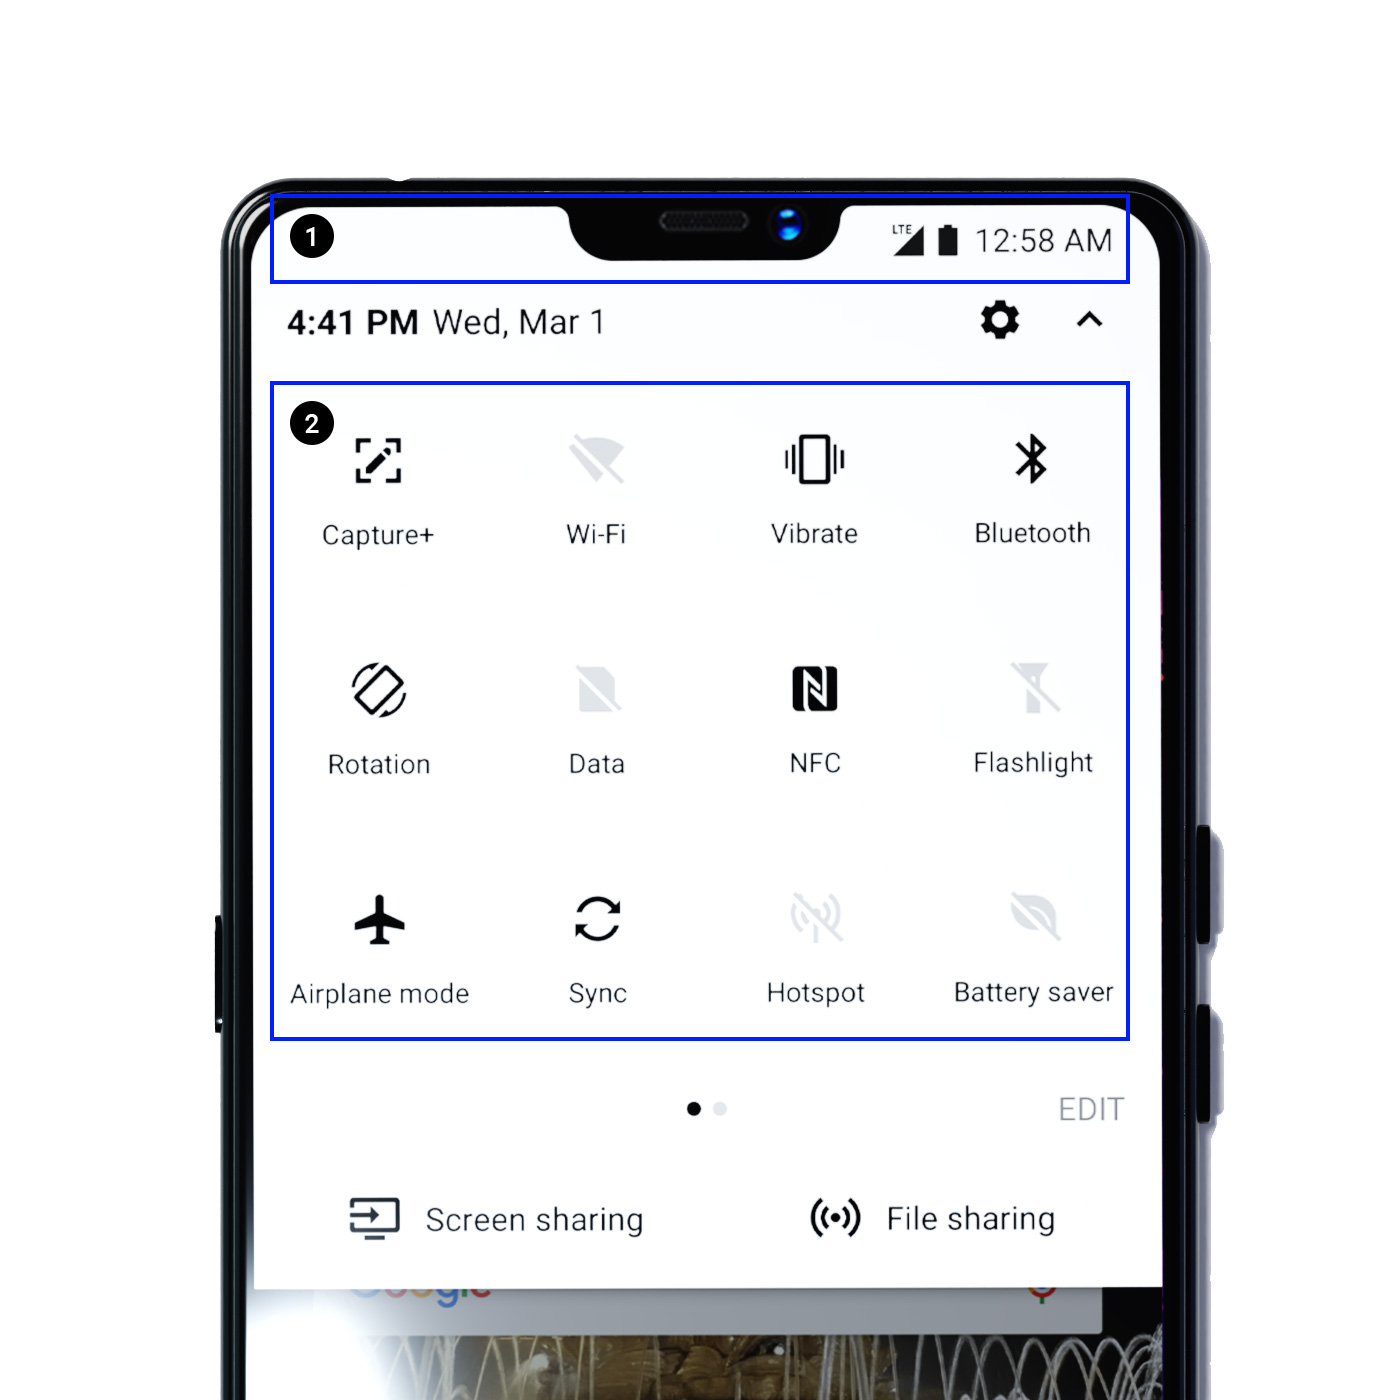 1
LTE 12:58 AM
4:41 PM Wed, Mar 1
2
Capture+ Wi-Fi Vibrate Bluetooth
Rotation Data NFC Flashlight
Airplane mode Sync Hotspot Battery saver
EDIT
Screen sharing File sharing
Google